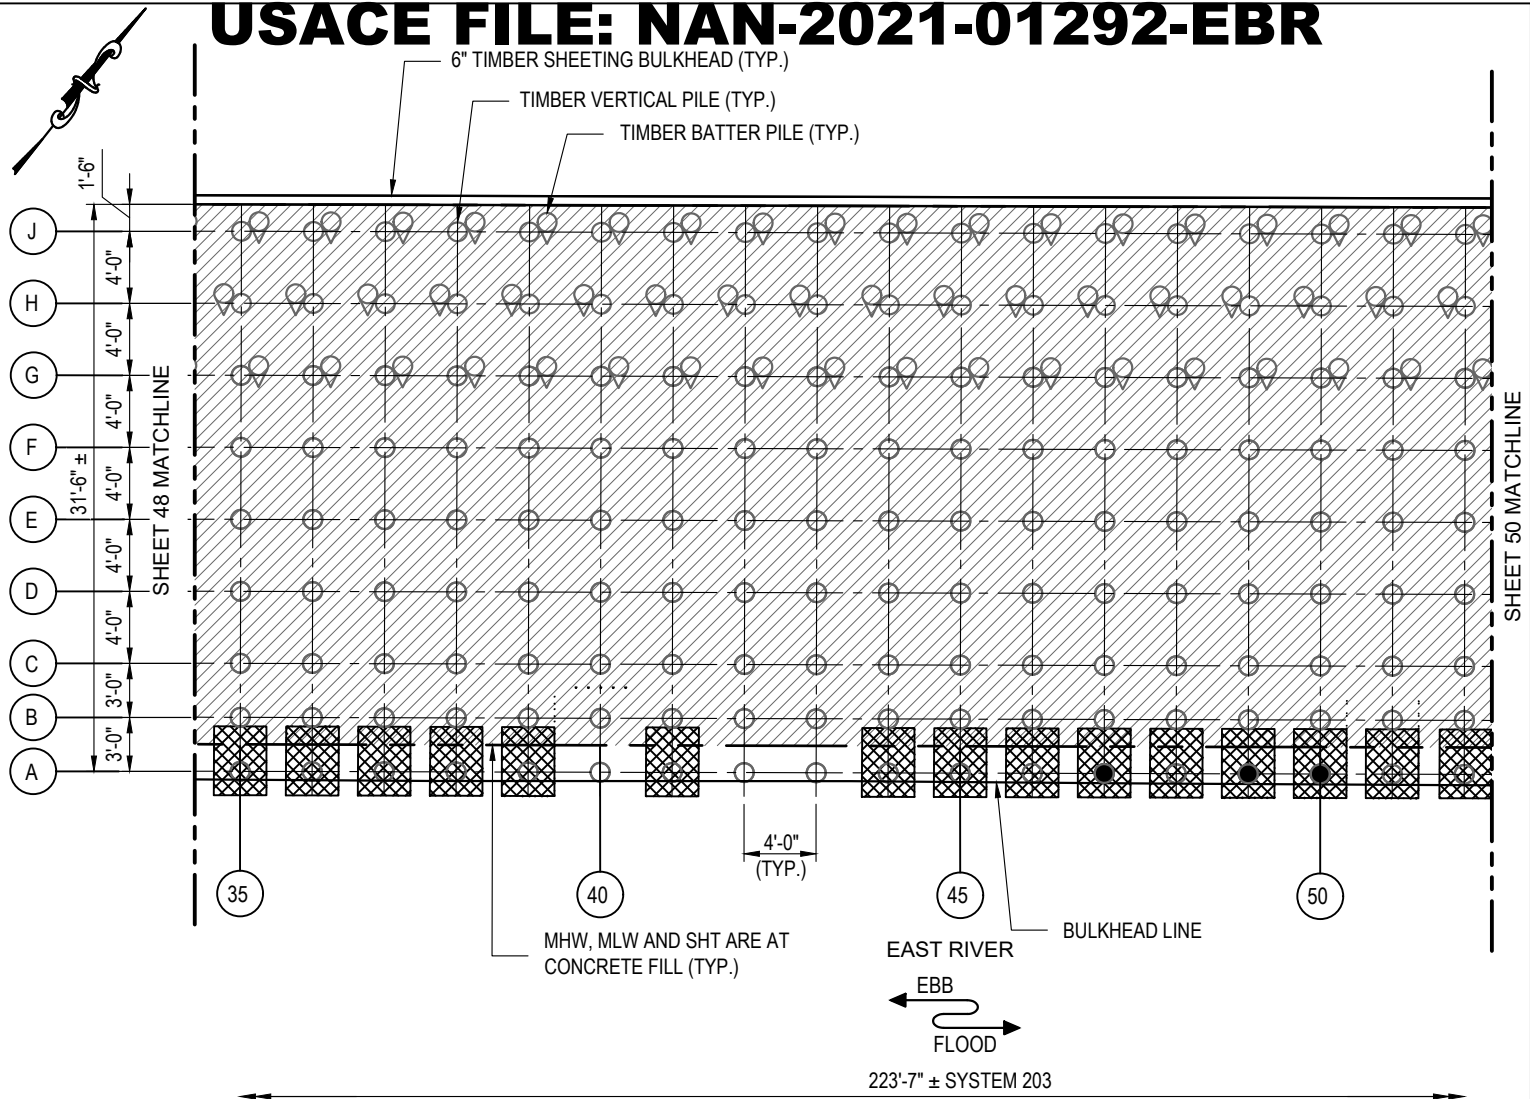 USACE FILE: NAN-2021-01292-EBR
6" TIMBER SHEETING BULKHEAD (TYP.)
TIMBER VERTICAL PILE (TYP.)
TIMBER BATTER PILE (TYP.)
1'-6"
J
4'-0"
H
4'-0"
G
4'-0"
F
31'-6" ±
4'-0"
E
4'-0"
D
4'-0"
C
3'-0"
B
3'-0"
A
SHEET 48 MATCHLINE
SHEET 50 MATCHLINE
4'-0"
(TYP.)
35
40
45
50
MHW, MLW AND SHT ARE AT
CONCRETE FILL (TYP.)
BULKHEAD LINE
EAST RIVER
EBB
FLOOD
223'-7" ± SYSTEM 203